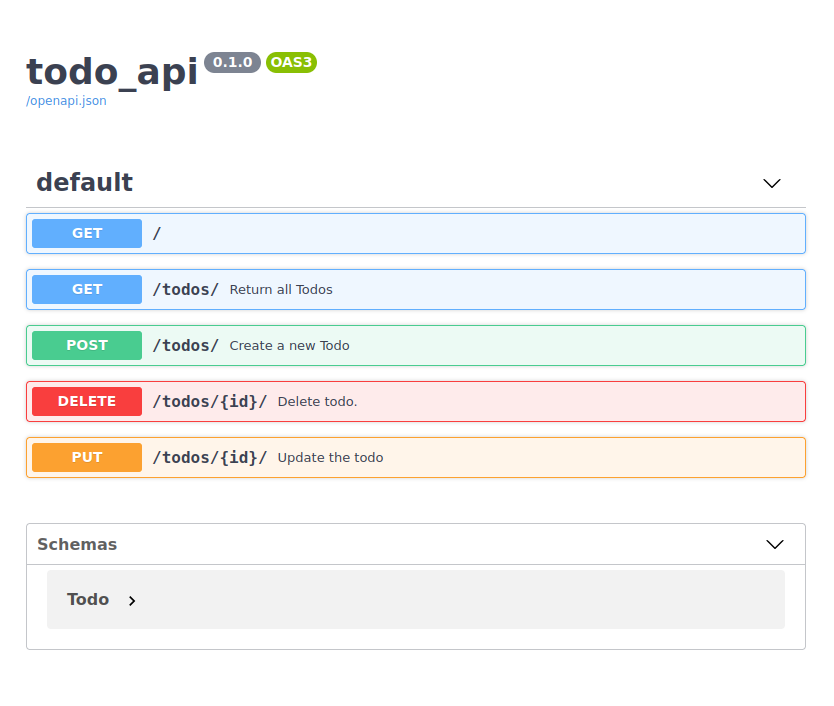 todo_api 0.1.0 OAS3
/openapi.json
default
GET /
GET /todos/ Return all Todos
POST /todos/ Create a new Todo
DELETE /todos/{id}/ Delete todo.
PUT /todos/{id}/ Update the todo
Schemas
Todo